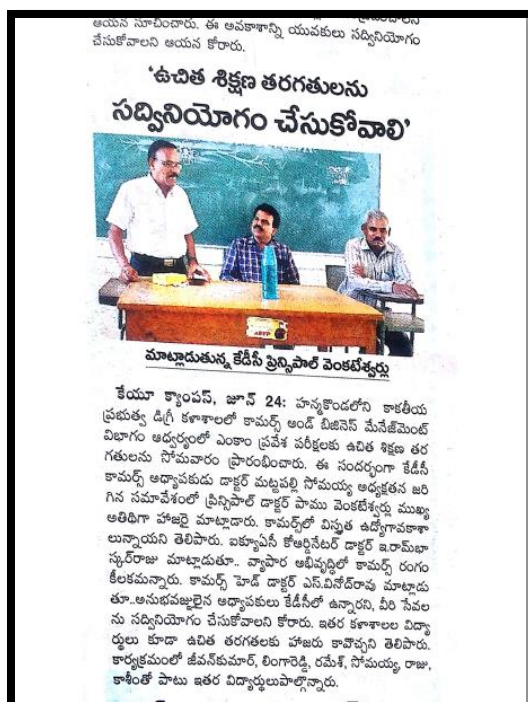 ఆయన సూచించారు. ఈ అవకాశాన్ని యువకులు సద్వినియోగం
చేసుకోవాలని ఆయన కోరారు.
‘ఉచిత శిక్షణ తరగతులను
సద్వినియోగం చేసుకోవాలి’
మాట్లాడుతున్న కేడీసీ ప్రిన్సిపాల్ వెంకటేశ్వర్లు
కేయూ క్యాంపస్, జూన్ 24: హన్మకొండలోని కాకతీయ
ప్రభుత్వ డిగ్రీ కళాశాలలో కామర్స్ అండ్ బిజినెస్ మేనేజ్‌మెంట్
విభాగం ఆధ్వర్యంలో ఎంకాం ప్రవేశ పరీక్షలకు ఉచిత శిక్షణ తర
గతులను సోమవారం ప్రారంభించారు. ఈ సందర్భంగా కేడీసీ
కామర్స్ అధ్యాపకుడు డాక్టర్ మట్టపల్లి సోమయ్య అధ్యక్షతన జరి
గిన సమావేశంలో ప్రిన్సిపాల్ డాక్టర్ పాము వెంకటేశ్వర్లు ముఖ్య
అతిథిగా హాజరై మాట్లాడారు. కామర్స్‌లో విస్తృత ఉద్యోగావకాశా
లున్నాయని తెలిపారు. ఐక్యూఏసీ కోఆర్డినేటర్ డాక్టర్ ఇ.రామ్‌భా
స్కర్‌రాజు మాట్లాడుతూ.. వ్యాపార అభివృద్ధిలో కామర్స్ రంగం
కీలకమన్నారు. కామర్స్ హెడ్ డాక్టర్ ఎస్.వినోద్‌రావు మాట్లాడు
తూ..అనుభవజ్ఞులైన అధ్యాపకులు కేడీసీలో ఉన్నారని, వీరి సేవల
ను సద్వినియోగం చేసుకోవాలని కోరారు. ఇతర కళాశాలల విద్యా
ర్థులు కూడా ఉచిత తరగతులకు హాజరు కావొచ్చని తెలిపారు.
కార్యక్రమంలో జీవన్‌కుమార్, లింగారెడ్డి, రమేశ్, సోమయ్య, రాజు,
కాశీంతో పాటు ఇతర విద్యార్థులుపాల్గొన్నారు.